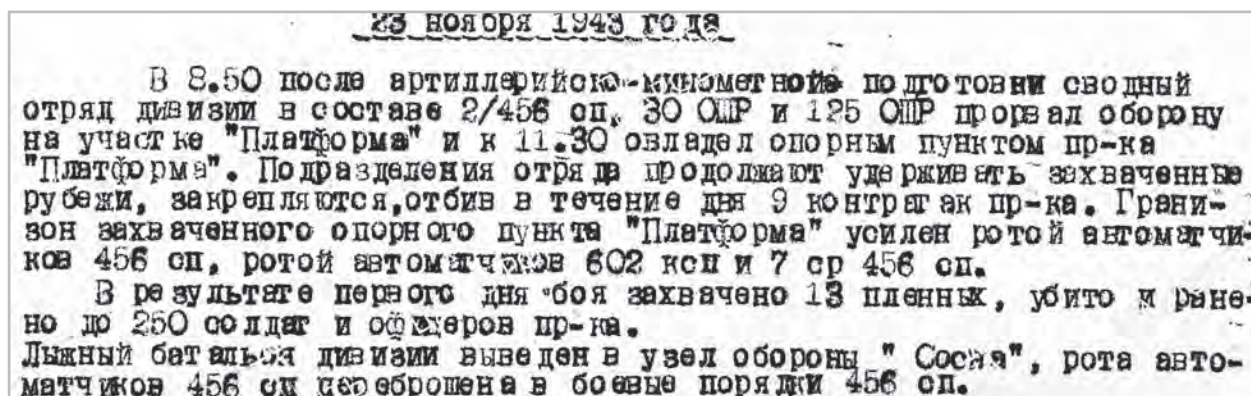 23 ноября 1943 года
В 8.50 после артиллерийско-минометной подготовки сводный
отряд дивизии в составе 2/456 сп, 30 ОШР и 125 ОШР прорвал оборону
на участке "Платформа" и к 11.30 овладел опорным пунктом пр-ка
"Платформа". Подразделения отряда продолжают удерживать захваченные
рубежи, закрепляются,отбив в течение дня 9 контратак пр-ка. Грани-
зон захваченного опорного пункта "Платформа" усилен ротой автоматчи-
ков 456 сп, ротой автоматчиков 602 ксп и 7 ср 456 сп.
В результате первого дня боя захвачено 13 пленных, убито и ране-
но до 250 солдат и офицеров пр-ка.
Лыжный батальон дивизии выведен в узел обороны " ", рота авто-
матчиков 456 сп переброшена в боевые порядки 456 сп.